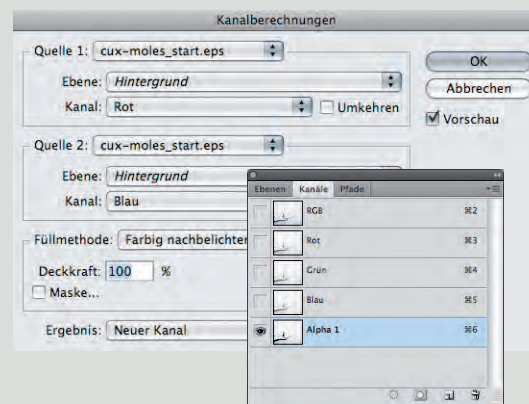 Kanalberechnungen
Quelle 1: cux-moles_start.eps
OK
Ebene: Hintergrund
Abbrechen
Kanal: Rot
Umkehren
Vorschau
Quelle 2: cux-moles_start.eps
Ebene: Hintergrund
Kanal: Blau
Füllmethode: Farbig nachbelichten
Deckkraft: 100 %
Maske...
Ergebnis: Neuer Kanal
Ebenen Kanäle Pfade
RGB ⌘2
Rot ⌘3
Grün ⌘4
Blau ⌘5
Alpha 1 ⌘6